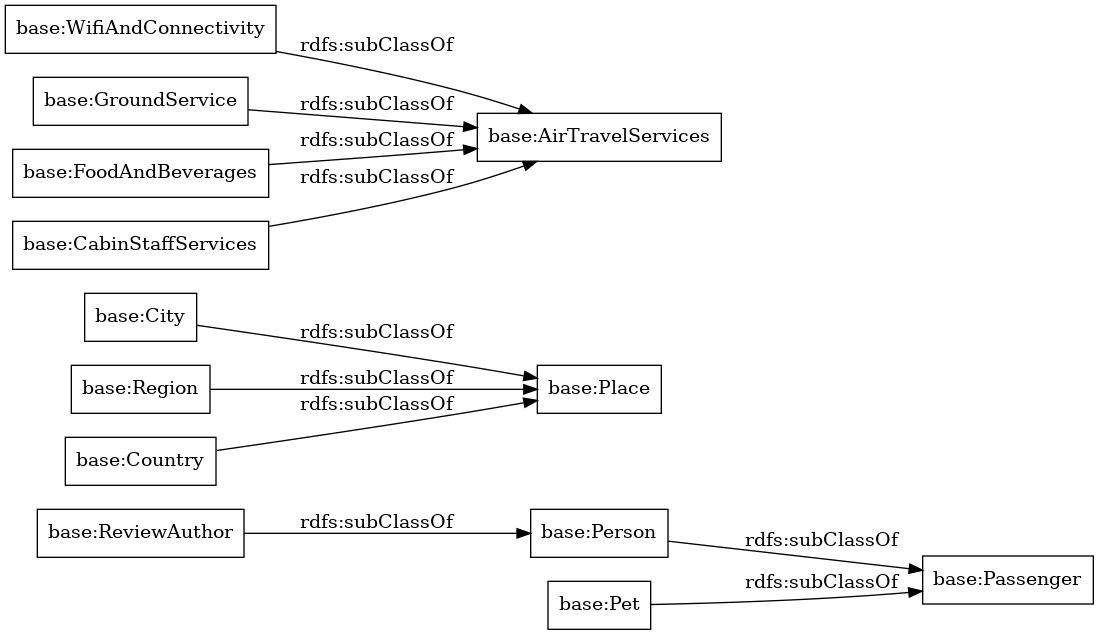 base:WifiAndConnectivity
rdfs:subClassOf
base:GroundService
rdfs:subClassOf
base:AirTravelServices
rdfs:subClassOf
base:FoodAndBeverages
rdfs:subClassOf
base:CabinStaffServices
base:City
rdfs:subClassOf
base:Region
rdfs:subClassOf
base:Place
rdfs:subClassOf
base:Country
base:ReviewAuthor
rdfs:subClassOf
base:Person
rdfs:subClassOf
base:Passenger
rdfs:subClassOf
base:Pet